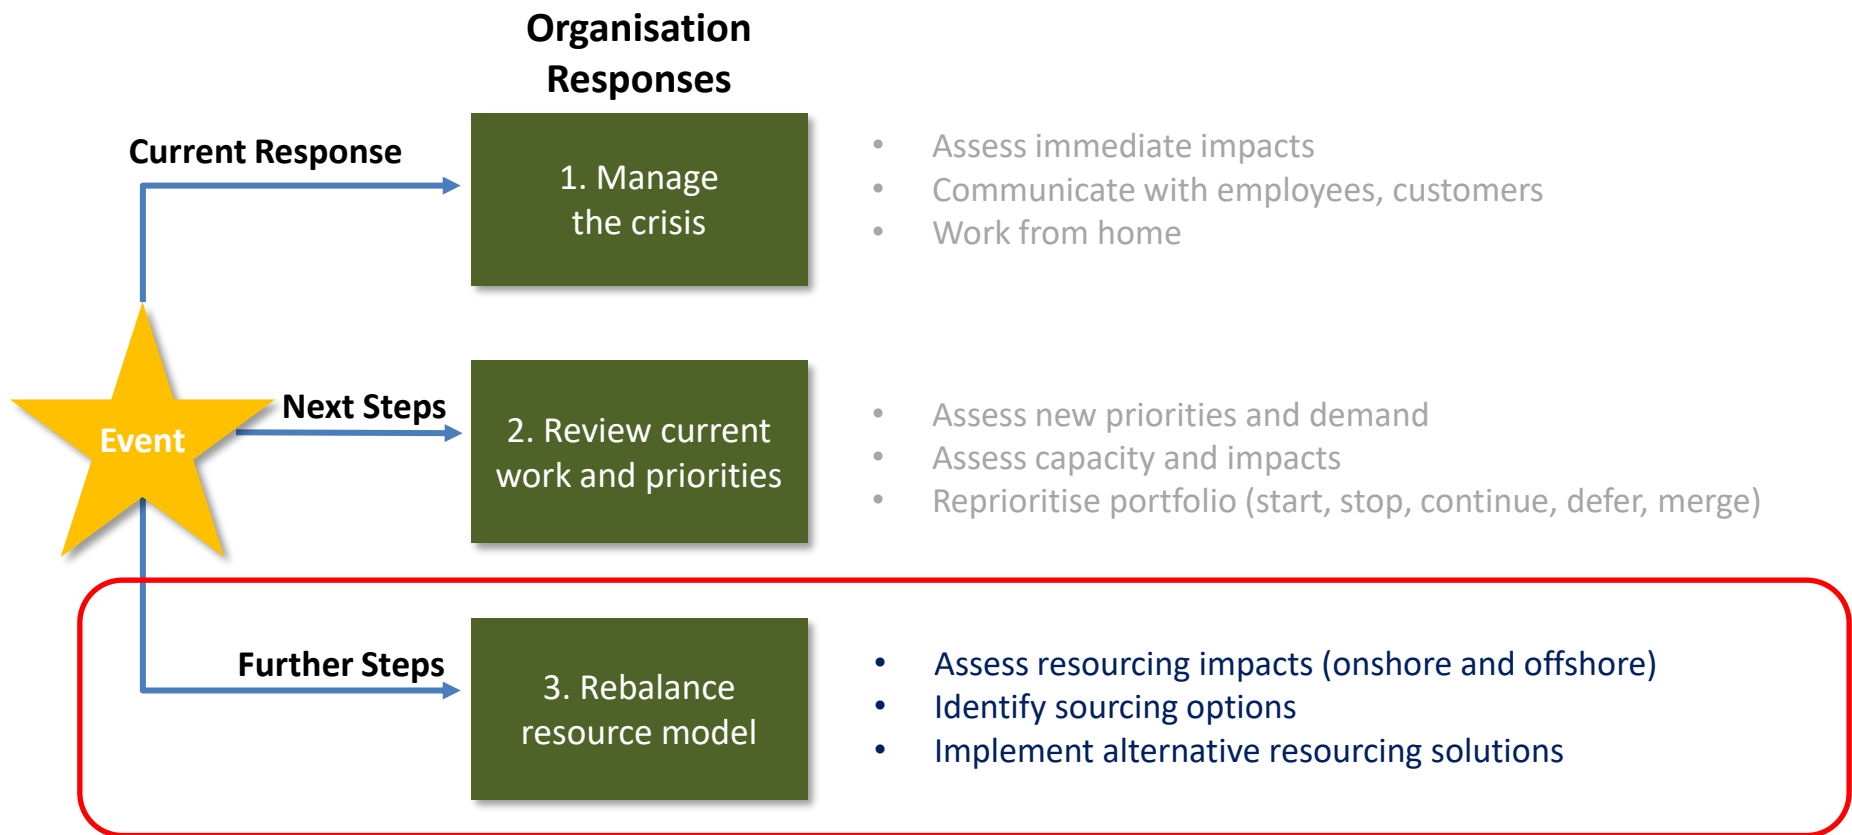 Organisation
Responses
Current Response
1. Manage
the crisis
• Assess immediate impacts
• Communicate with employees, customers
• Work from home
Event
Next Steps
2. Review current
work and priorities
• Assess new priorities and demand
• Assess capacity and impacts
• Reprioritise portfolio (start, stop, continue, defer, merge)
Further Steps
3. Rebalance
resource model
• Assess resourcing impacts (onshore and offshore)
• Identify sourcing options
• Implement alternative resourcing solutions